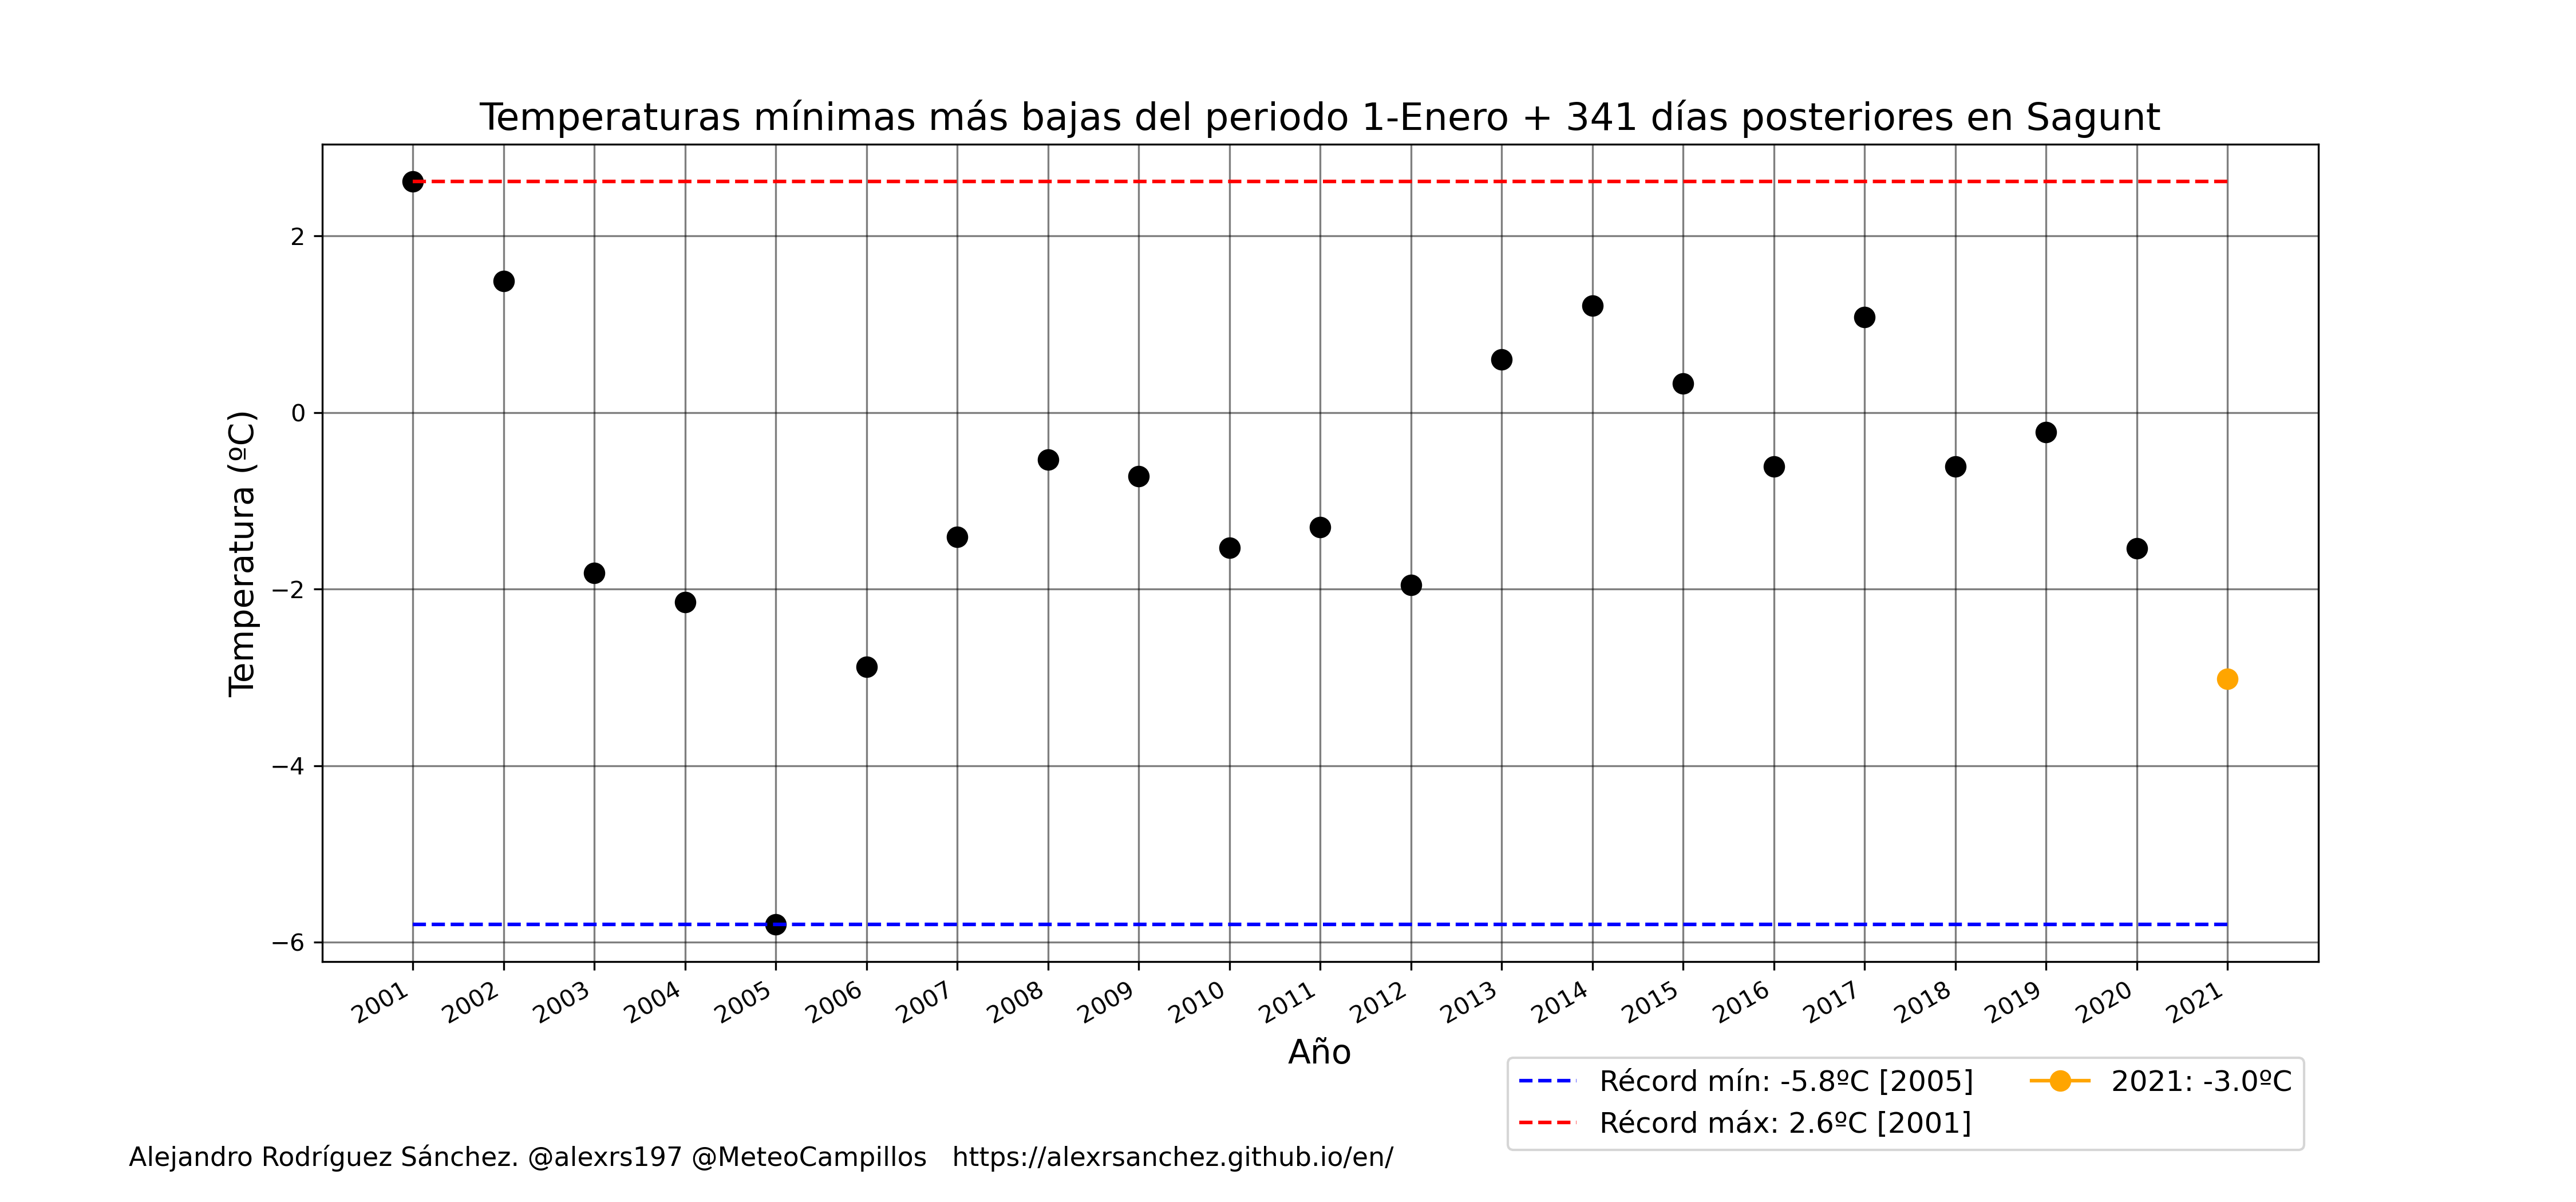 Temperaturas mínimas más bajas del periodo 1-Enero + 341 días posteriores en Sagunt
Temperatura (ºC)
2
0
−2
−4
−6
2001 2002 2003 2004 2005 2006 2007 2008 2009 2010 2011 2012 2013 2014 2015 2016 2017 2018 2019 2020 2021
Año
Récord mín: -5.8ºC [2005]
Récord máx: 2.6ºC [2001]
2021: -3.0ºC
Alejandro Rodríguez Sánchez. @alexrs197 @MeteoCampillos   https://alexrsanchez.github.io/en/